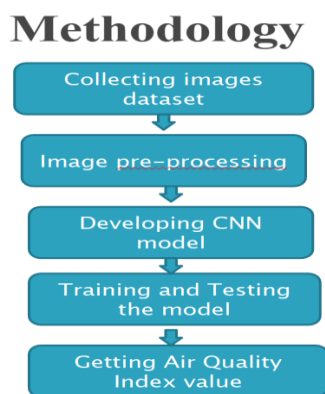 Methodology
Collecting images
dataset
Image pre-processing
Developing CNN
model
Training and Testing
the model
Getting Air Quality
Index value